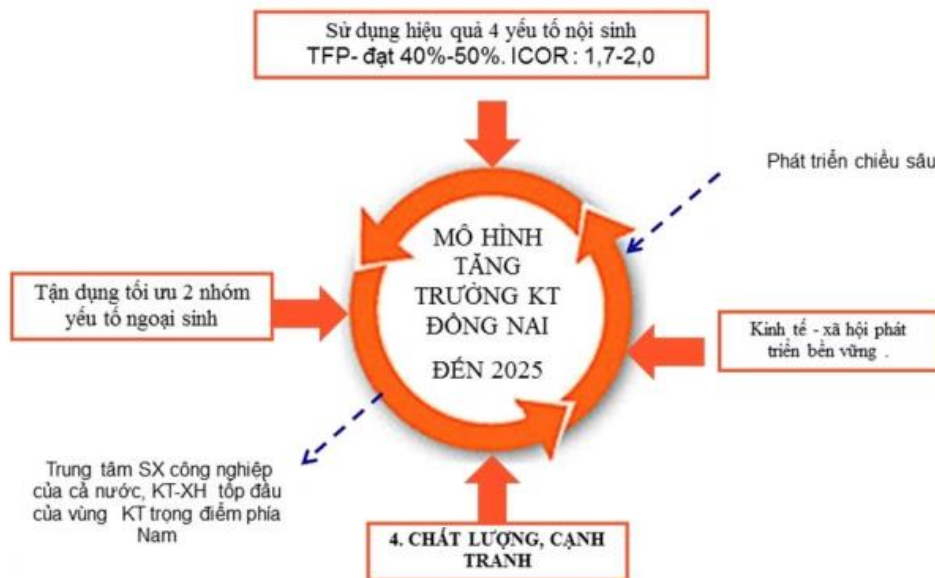 Sử dụng hiệu quả 4 yếu tố nội sinh
TFP- đạt 40%-50%. ICOR : 1,7-2,0
Phát triển chiều sâu
MÔ HÌNH
TĂNG
TRƯỞNG KT
ĐỒNG NAI
ĐẾN 2025
Tận dụng tối ưu 2 nhóm
yếu tố ngoại sinh
Kinh tế - xã hội phát
triển bền vững .
Trung tâm SX công nghiệp
của cả nước, KT-XH tốp đầu
của vùng KT trọng điểm phía
Nam
4. CHẤT LƯỢNG, CẠNH
TRANH